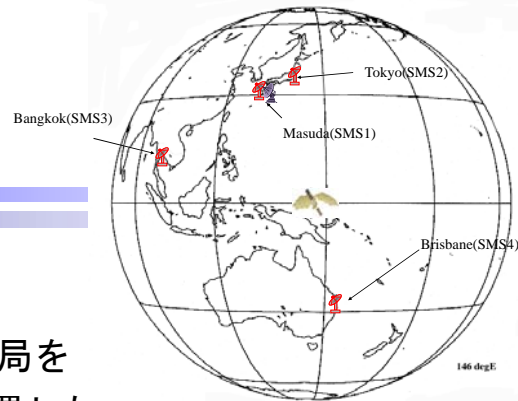 Tokyo(SMS2)
Bangkok(SMS3)
Masuda(SMS1)
Brisbane(SMS4)
局を
146 degE